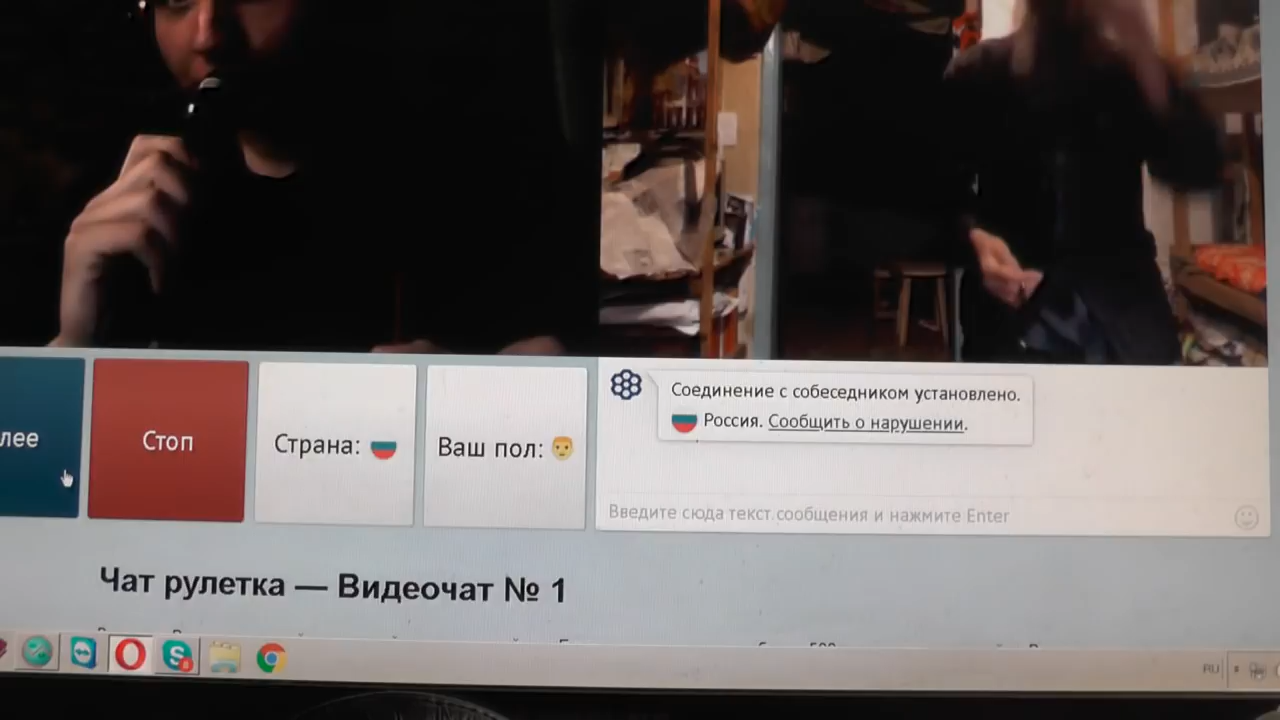 лее
Стоп
Страна:
Ваш пол:
Соединение с собеседником установлено.
Россия. Сообщить о нарушении.
Введите сюда текст сообщения и нажмите Enter
Чат рулетка — Видеочат № 1
RU